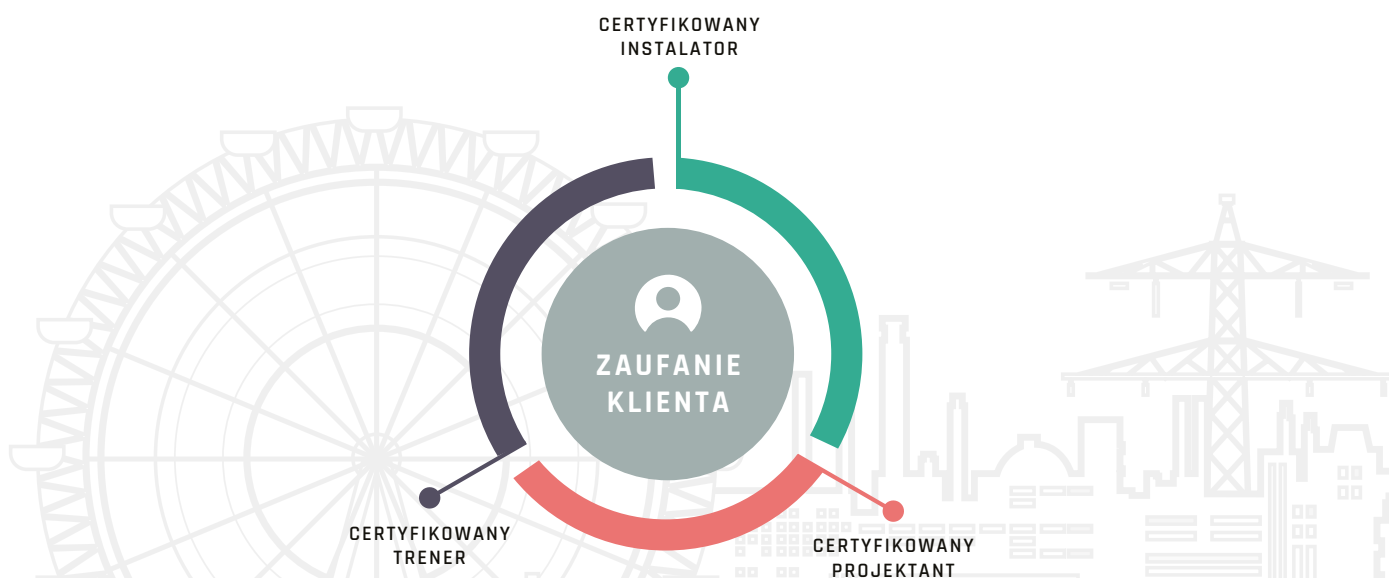 CERTYFIKOWANY
INSTALATOR
ZAUFANIE
KLIENTA
CERTYFIKOWANY
TRENER
CERTYFIKOWANY
PROJEKTANT